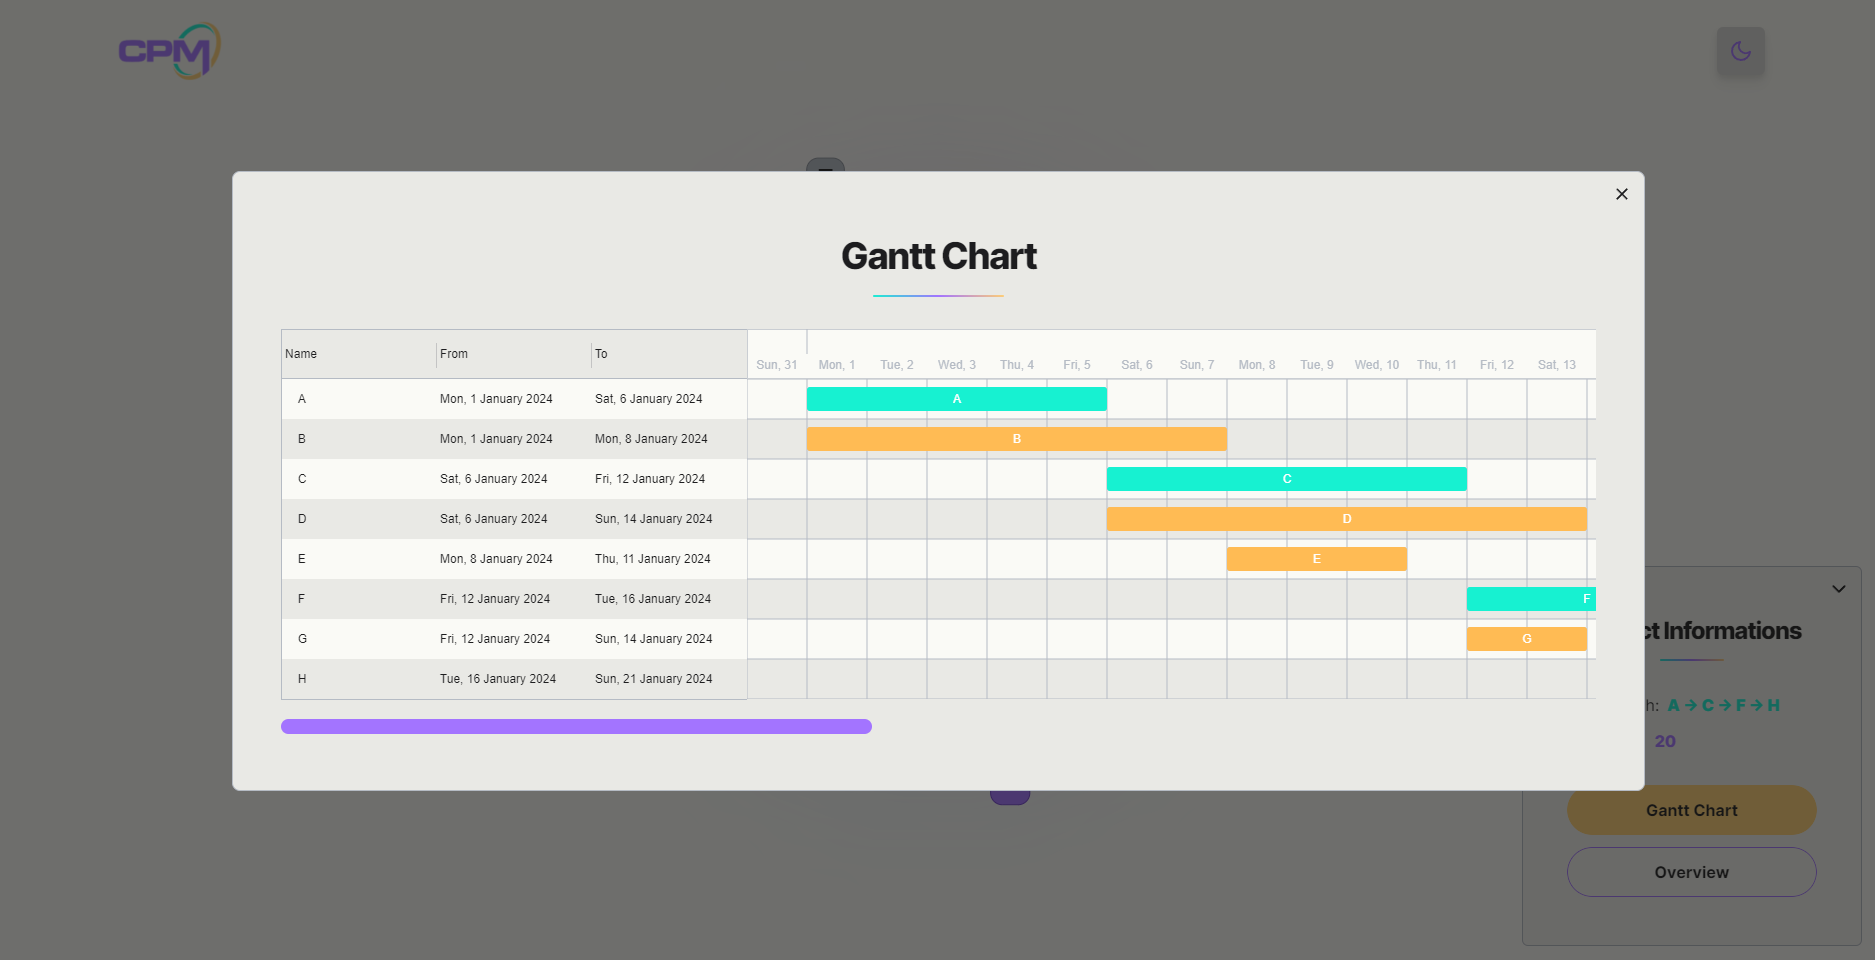 CPM
Gantt Chart
Name From To
Sun, 31 Mon, 1 Tue, 2 Wed, 3 Thu, 4 Fri, 5 Sat, 6 Sun, 7 Mon, 8 Tue, 9 Wed, 10 Thu, 11 Fri, 12 Sat, 13
A Mon, 1 January 2024 Sat, 6 January 2024 A
B Mon, 1 January 2024 Mon, 8 January 2024 B
C Sat, 6 January 2024 Fri, 12 January 2024 C
D Sat, 6 January 2024 Sun, 14 January 2024 D
E Mon, 8 January 2024 Thu, 11 January 2024 E
F Fri, 12 January 2024 Tue, 16 January 2024 F
G Fri, 12 January 2024 Sun, 14 January 2024 G
H Tue, 16 January 2024 Sun, 21 January 2024
ct Informations
h: A → C → F → H
20
Gantt Chart
Overview